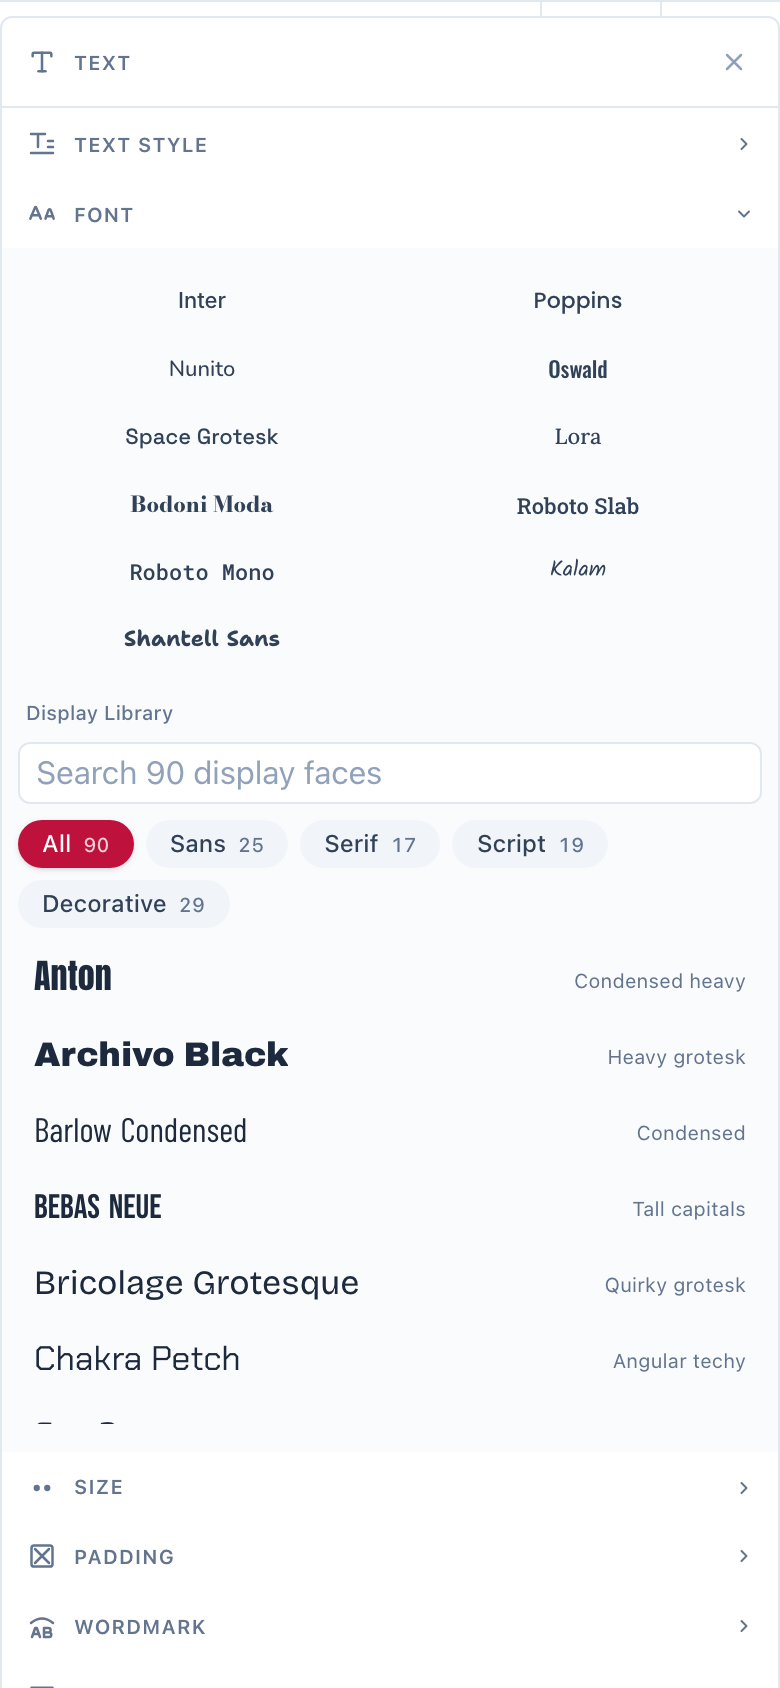 TEXT
TEXT STYLE
AA FONT
Inter Poppins
Nunito Oswald
Space Grotesk Lora
Bodoni Moda Roboto Slab
Roboto Mono Kalam
Shantell Sans
Display Library
Search 90 display faces
All 90 Sans 25 Serif 17 Script 19
Decorative 29
Anton Condensed heavy
Archivo Black Heavy grotesk
Barlow Condensed Condensed
BEBAS NEUE Tall capitals
Bricolage Grotesque Quirky grotesk
Chakra Petch Angular techy
SIZE
PADDING
AB WORDMARK